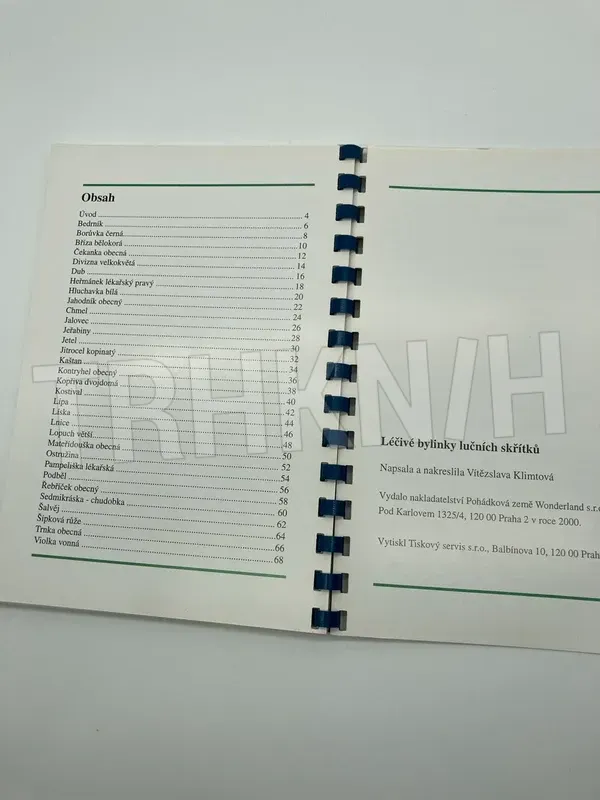 Obsah
Úvod 4
Bedrník 6
Borůvka černá 8
Bříza bělokorá 10
Čekanka obecná 12
Divizna velkokvětá 14
Dub 16
Heřmánek lékařský pravý 18
Hluchavka bílá 20
Jahodník obecný 22
Chmel 24
Jalovec 26
Jeřabiny 28
Jetel 30
Jitrocel kopinatý 32
Kaštan 34
Kontryhel obecný 36
Kopřiva dvojdomá 38
Kostival 40
Lípa 42
Líska 44
Lnice 46
Lopuch větší 48
Mateřídouška obecná 50
Ostružina 52
Pampeliška lékařská 54
Podběl 56
Řebříček obecný 58
Sedmikráska - chudobka 60
Šalvěj 62
Šípková růže 64
Trnka obecná 66
Violka vonná 68
Léčivé bylinky lučních skřítků
Napsala a nakreslila Vítězslava Klimtová
Vydalo nakladatelství Pohádková země Wonderland s.r.o
Pod Karlovem 1325/4, 120 00 Praha 2 v roce 2000.
Vytiskl Tiskový servis s.r.o., Balbínova 10, 120 00 Praha
TRHKNIH